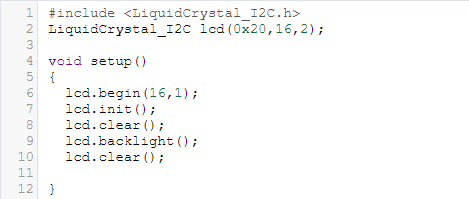 1 #include <LiquidCrystal_I2C.h>
2 LiquidCrystal_I2C lcd(0x20,16,2);
3
4 void setup()
5 {
6   lcd.begin(16,1);
7   lcd.init();
8   lcd.clear();
9   lcd.backlight();
10   lcd.clear();
11
12 }